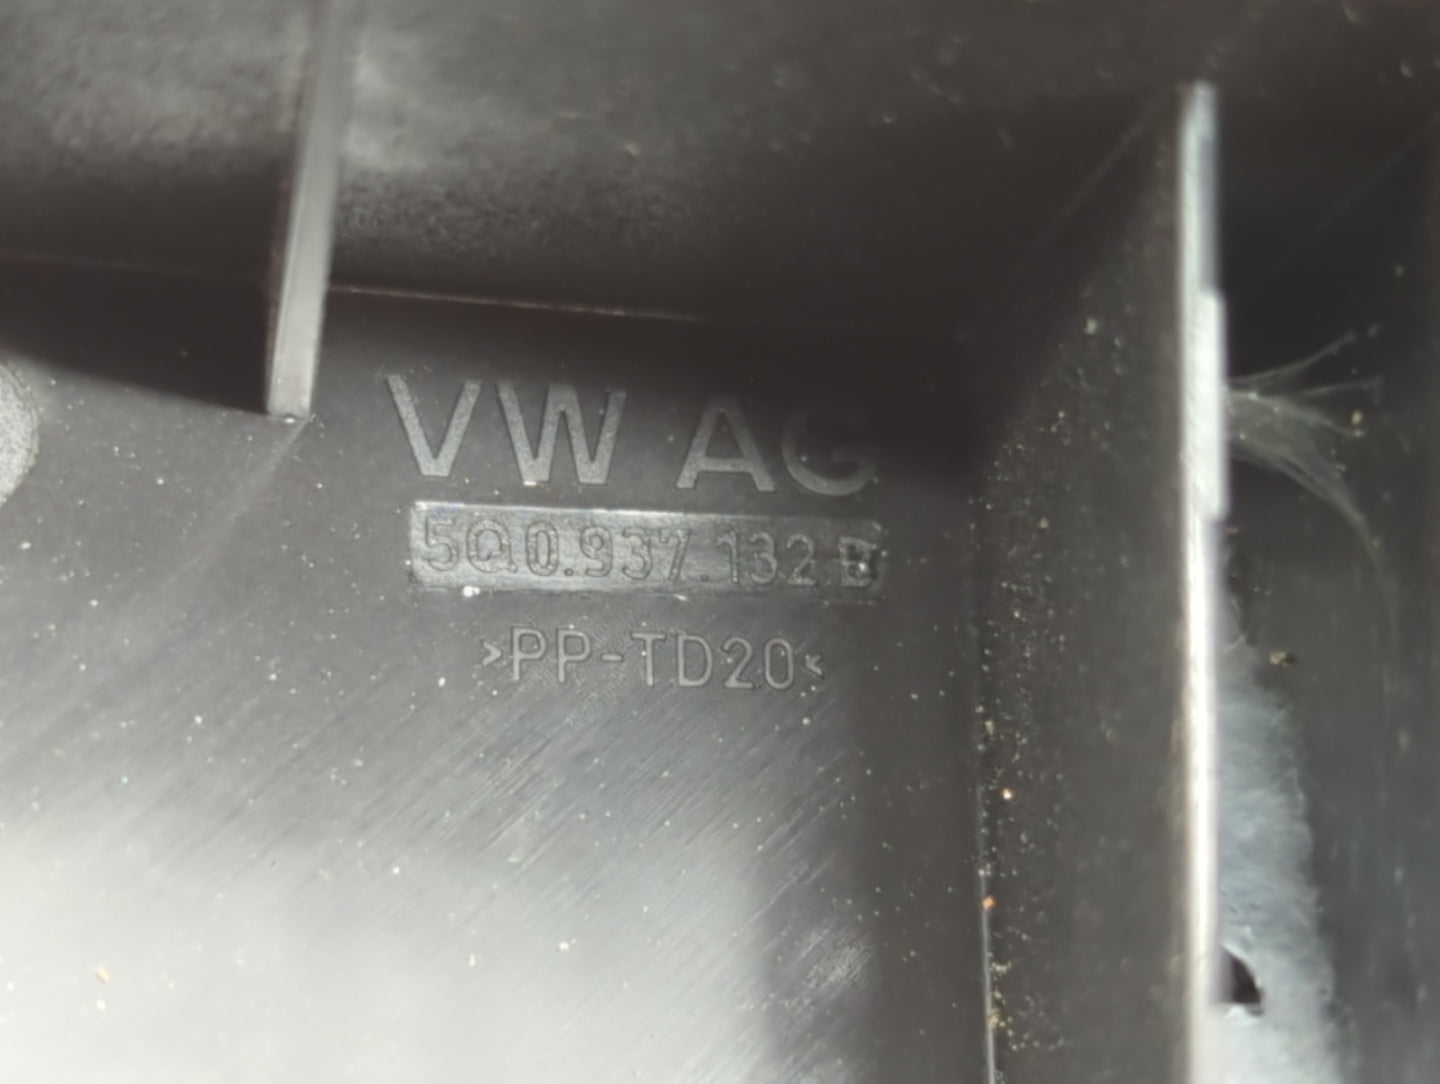 VW AG
5Q0.937.132 B
>PP-TD20<